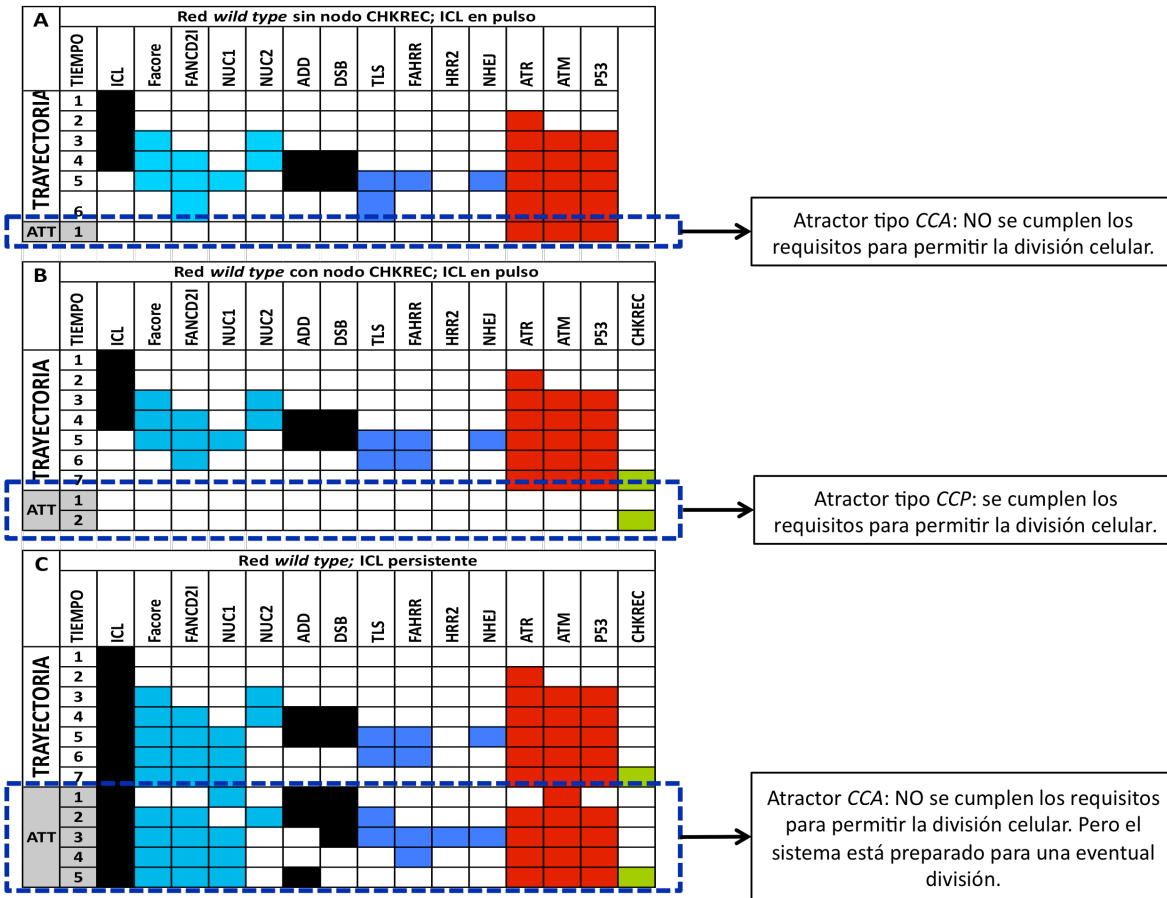 A
Red wild type sin nodo CHKREC; ICL en pulso
TIEMPO ICL Facore FANCD2I NUC1 NUC2 ADD DSB TLS FAHRR HRR2 NHEJ ATR ATM P53
TRAYECTORIA
1
2
3
4
5
6
ATT 1
Atractor tipo CCA: NO se cumplen los
requisitos para permitir la división celular.
B
Red wild type con nodo CHKREC; ICL en pulso
TIEMPO ICL Facore FANCD2I NUC1 NUC2 ADD DSB TLS FAHRR HRR2 NHEJ ATR ATM P53 CHKREC
TRAYECTORIA
1
2
3
4
5
6
7
ATT
1
2
Atractor tipo CCP: se cumplen los
requisitos para permitir la división celular.
C
Red wild type; ICL persistente
TIEMPO ICL Facore FANCD2I NUC1 NUC2 ADD DSB TLS FAHRR HRR2 NHEJ ATR ATM P53 CHKREC
TRAYECTORIA
1
2
3
4
5
6
7
ATT
1
2
3
4
5
Atractor CCA: NO se cumplen los requisitos
para permitir la división celular. Pero el
sistema está preparado para una eventual
división.